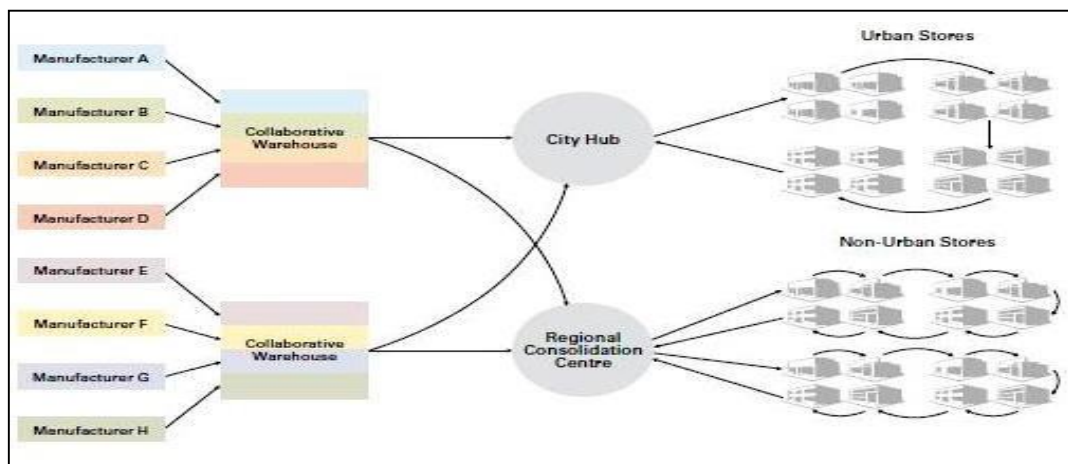 Manufacturer A
Manufacturer B
Manufacturer C
Manufacturer D
Manufacturer E
Manufacturer F
Manufacturer G
Manufacturer H
Collaborative
Warehouse
Collaborative
Warehouse
City Hub
Regional
Consolidation
Centre
Urban Stores
Non-Urban Stores